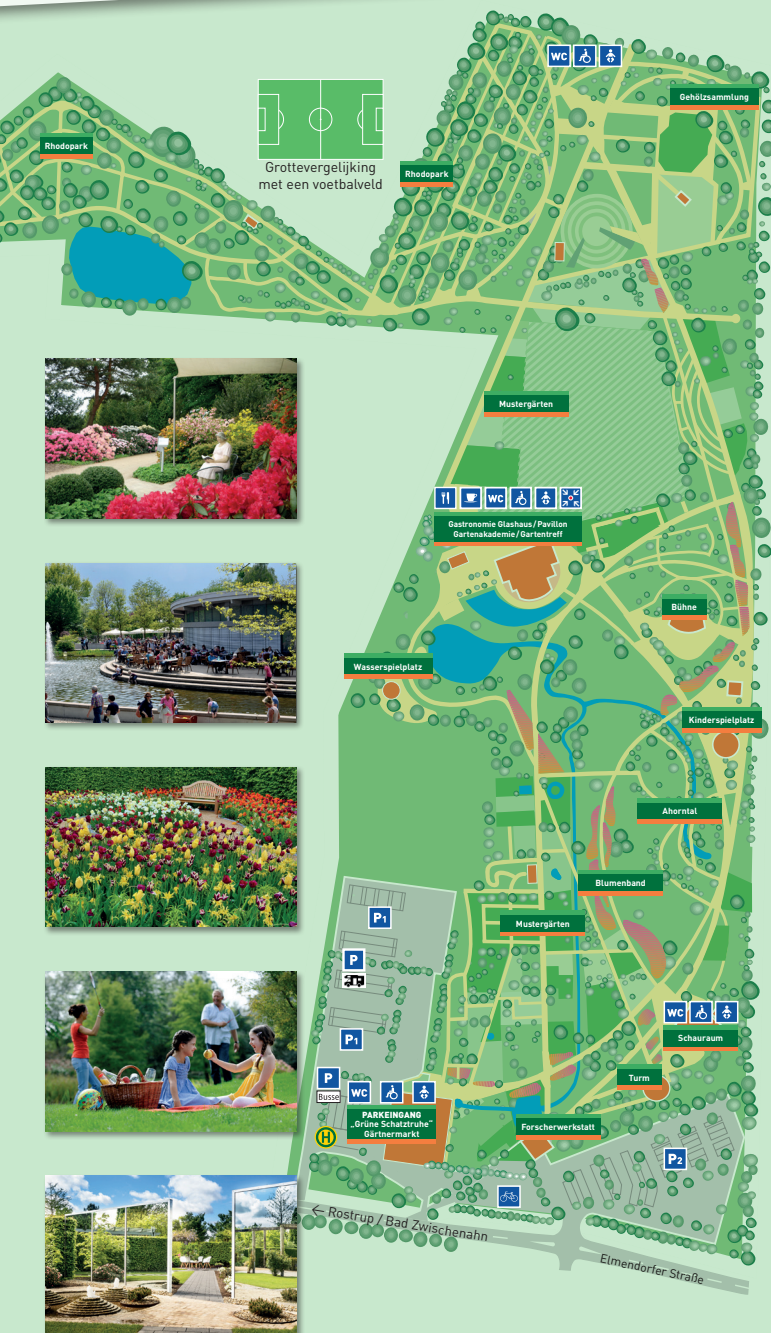 WC
Gehölzsammlung
Rhodopark
Grottevergelijking
met een voetbalveld
Rhodopark
Mustergärten
WC
Gastronomie Glashaus/Pavillon
Gartenakademie/Gartentreff
Bühne
Wasserspielplatz
Kinderspielplatz
Ahorntal
Blumenband
P1
Mustergärten
P
WC
Schauraum
P1
P
Busse
WC
Turm
PARKEINGANG
„Grüne Schatztruhe“
Gärtnermarkt
H
Forscherwerkstatt
P2
← Rostrup / Bad Zwischenahn
Elmendorfer Straße